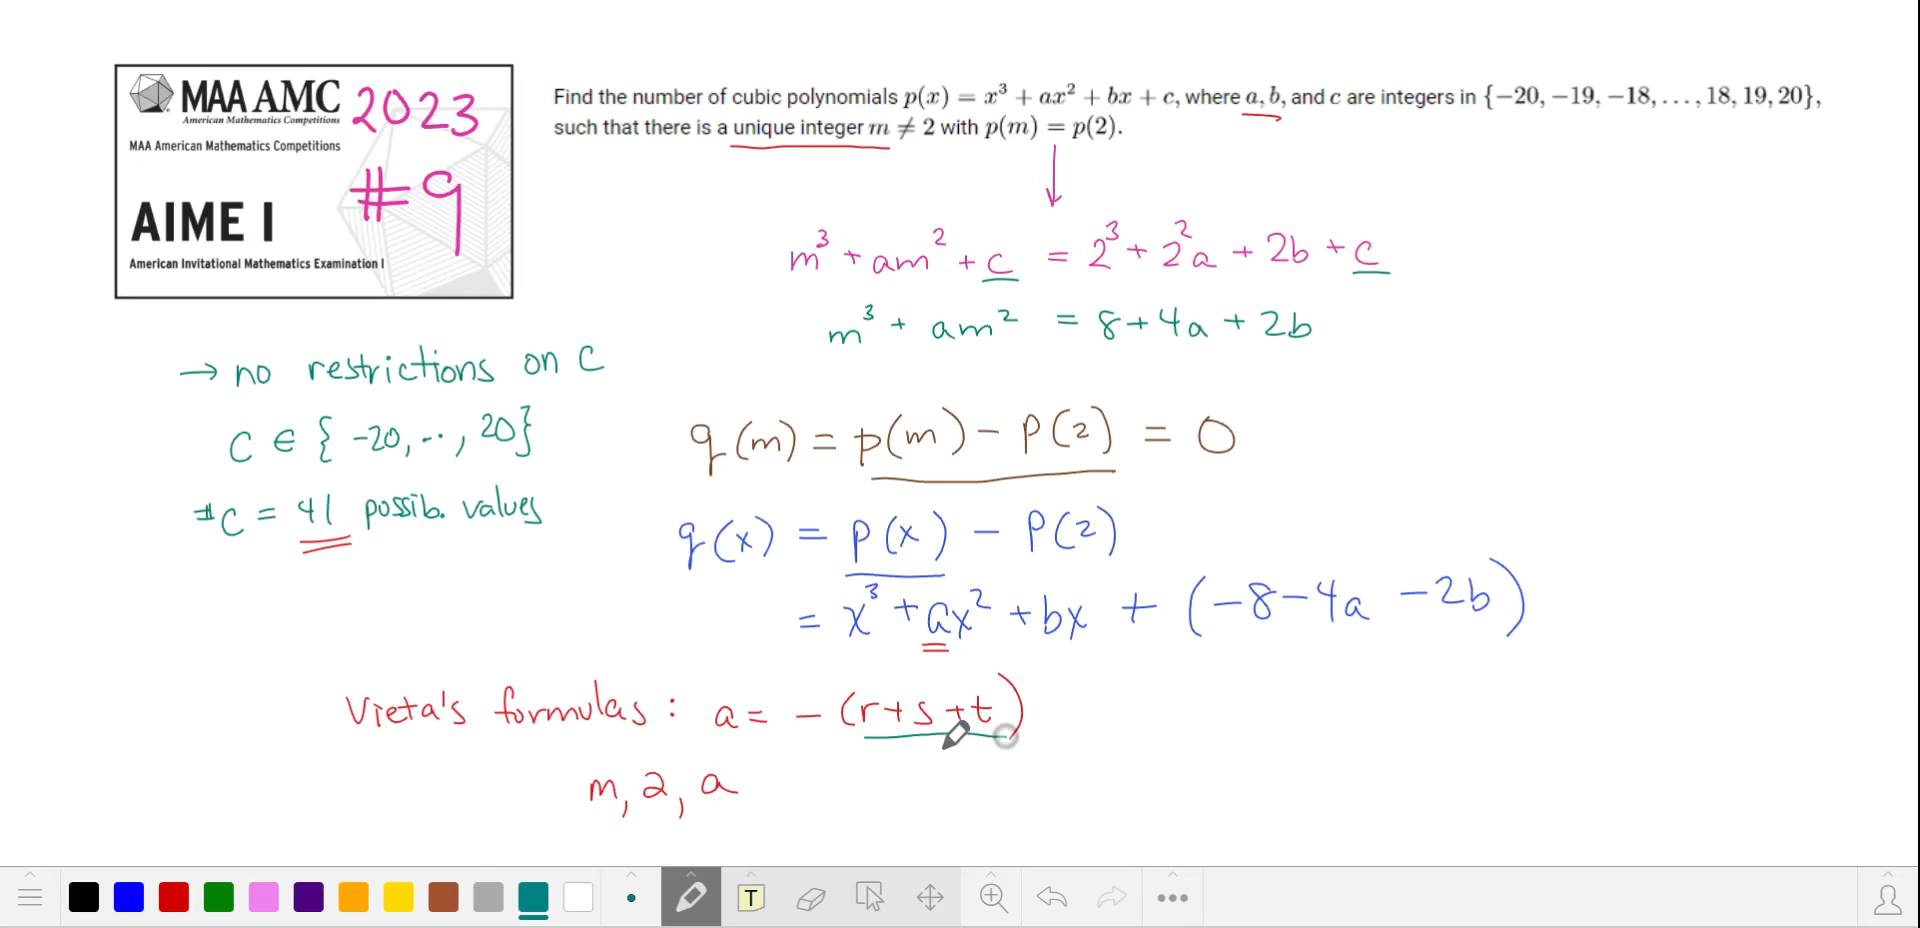 MAA AMC
American Mathematics Competitions
MAA American Mathematics Competitions
2023
#9
AIME I
American Invitational Mathematics Examination I
Find the number of cubic polynomials p(x) = x³ + ax² + bx + c, where a, b, and c are integers in {−20, −19, −18, …, 18, 19, 20},
such that there is a unique integer m ≠ 2 with p(m) = p(2).
m³ + am² + c = 2³ + 2²a + 2b + c
m³ + am² = 8 + 4a + 2b
→ no restrictions on C
C ∈ { -20, .., 20}
#C = 41 possib. values
q(m) = p(m) - P(2) = 0
q(x) = P(x) - P(2)
= x³ + ax² + bx + (-8 - 4a - 2b)
Vieta's formulas: a = - (r+s+t)
m, 2, a
T